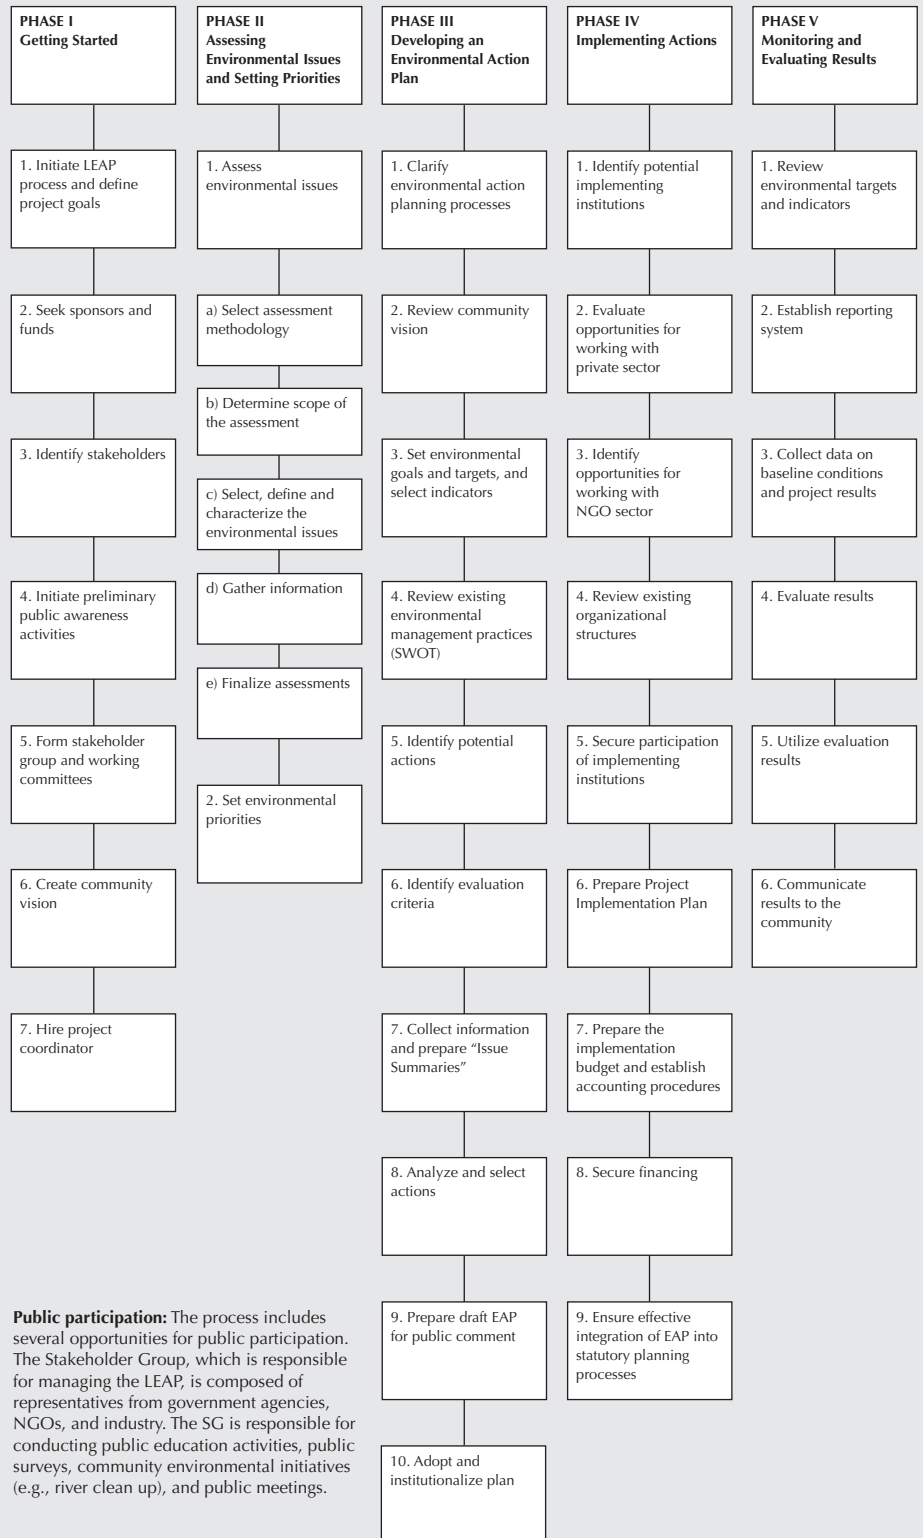 PHASE I
Getting Started
1. Initiate LEAP
process and define
project goals
2. Seek sponsors and
funds
3. Identify stakeholders
4. Initiate preliminary
public awareness
activities
5. Form stakeholder
group and working
committees
6. Create community
vision
7. Hire project
coordinator
PHASE II
Assessing
Environmental Issues
and Setting Priorities
1. Assess
environmental issues
a) Select assessment
methodology
b) Determine scope of
the assessment
c) Select, define and
characterize the
environmental issues
d) Gather information
e) Finalize assessments
2. Set environmental
priorities
PHASE III
Developing an
Environmental Action
Plan
1. Clarify
environmental action
planning processes
2. Review community
vision
3. Set environmental
goals and targets, and
select indicators
4. Review existing
environmental
management practices
(SWOT)
5. Identify potential
actions
6. Identify evaluation
criteria
7. Collect information
and prepare “Issue
Summaries”
8. Analyze and select
actions
9. Prepare draft EAP
for public comment
10. Adopt and
institutionalize plan
PHASE IV
Implementing Actions
1. Identify potential
implementing
institutions
2. Evaluate
opportunities for
working with
private sector
3. Identify
opportunities for
working with
NGO sector
4. Review existing
organizational
structures
5. Secure participation
of implementing
institutions
6. Prepare Project
Implementation Plan
7. Prepare the
implementation
budget and establish
accounting procedures
8. Secure financing
9. Ensure effective
integration of EAP into
statutory planning
processes
PHASE V
Monitoring and
Evaluating Results
1. Review
environmental targets
and indicators
2. Establish reporting
system
3. Collect data on
baseline conditions
and project results
4. Evaluate results
5. Utilize evaluation
results
6. Communicate
results to the
community
Public participation: The process includes
several opportunities for public participation.
The Stakeholder Group, which is responsible
for managing the LEAP, is composed of
representatives from government agencies,
NGOs, and industry. The SG is responsible for
conducting public education activities, public
surveys, community environmental initiatives
(e.g., river clean up), and public meetings.